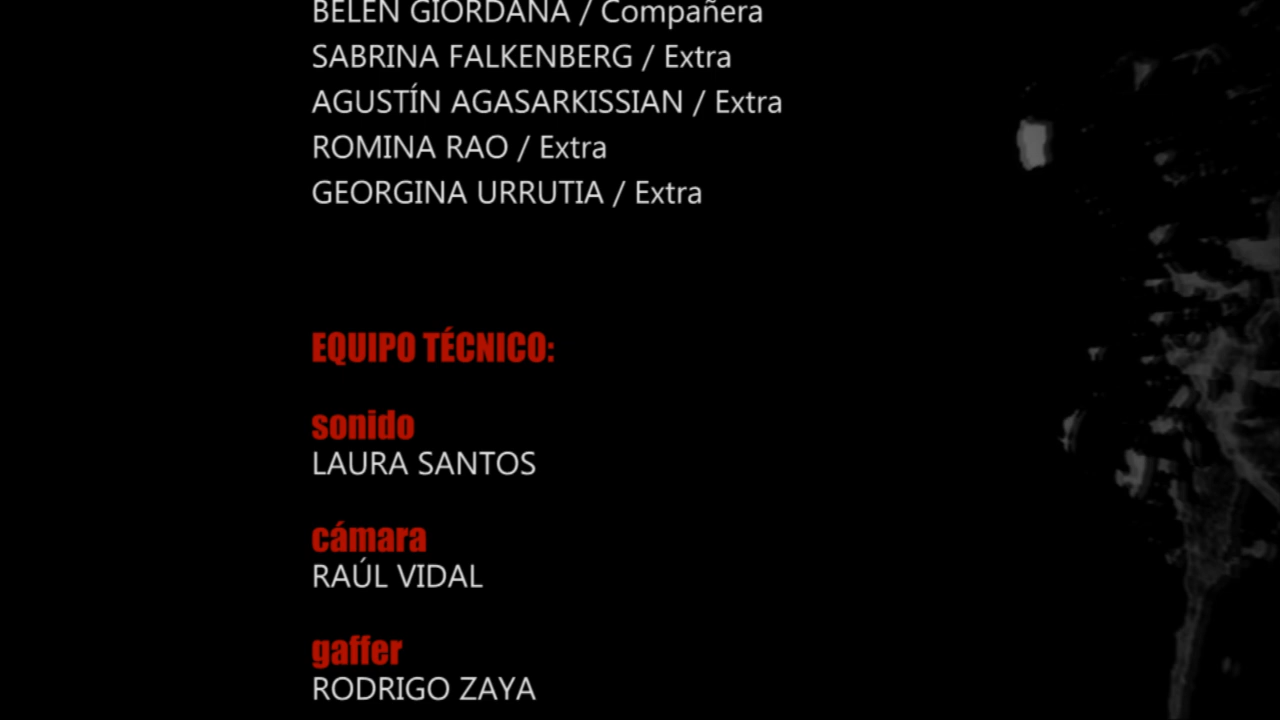 BELÉN GIORDANA / Compañera
SABRINA FALKENBERG / Extra
AGUSTÍN AGASARKISSIAN / Extra
ROMINA RAO / Extra
GEORGINA URRUTIA / Extra
EQUIPO TÉCNICO:
sonido
LAURA SANTOS
cámara
RAÚL VIDAL
gaffer
RODRIGO ZAYA